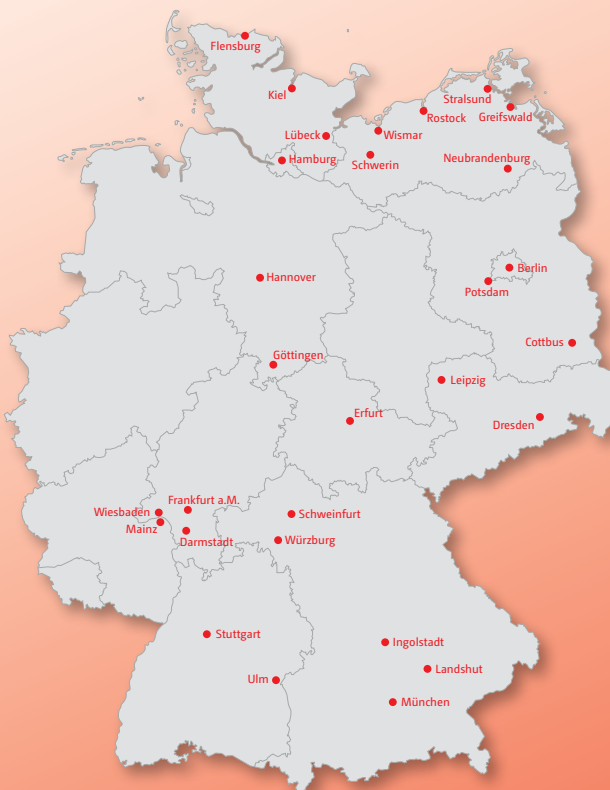 Flensburg
Kiel
Stralsund
Rostock
Greifswald
Lübeck
Wismar
Hamburg
Schwerin
Neubrandenburg
Hannover
Berlin
Potsdam
Cottbus
Göttingen
Leipzig
Erfurt
Dresden
Frankfurt a.M.
Wiesbaden
Schweinfurt
Mainz
Darmstadt
Würzburg
Stuttgart
Ingolstadt
Landshut
Ulm
München